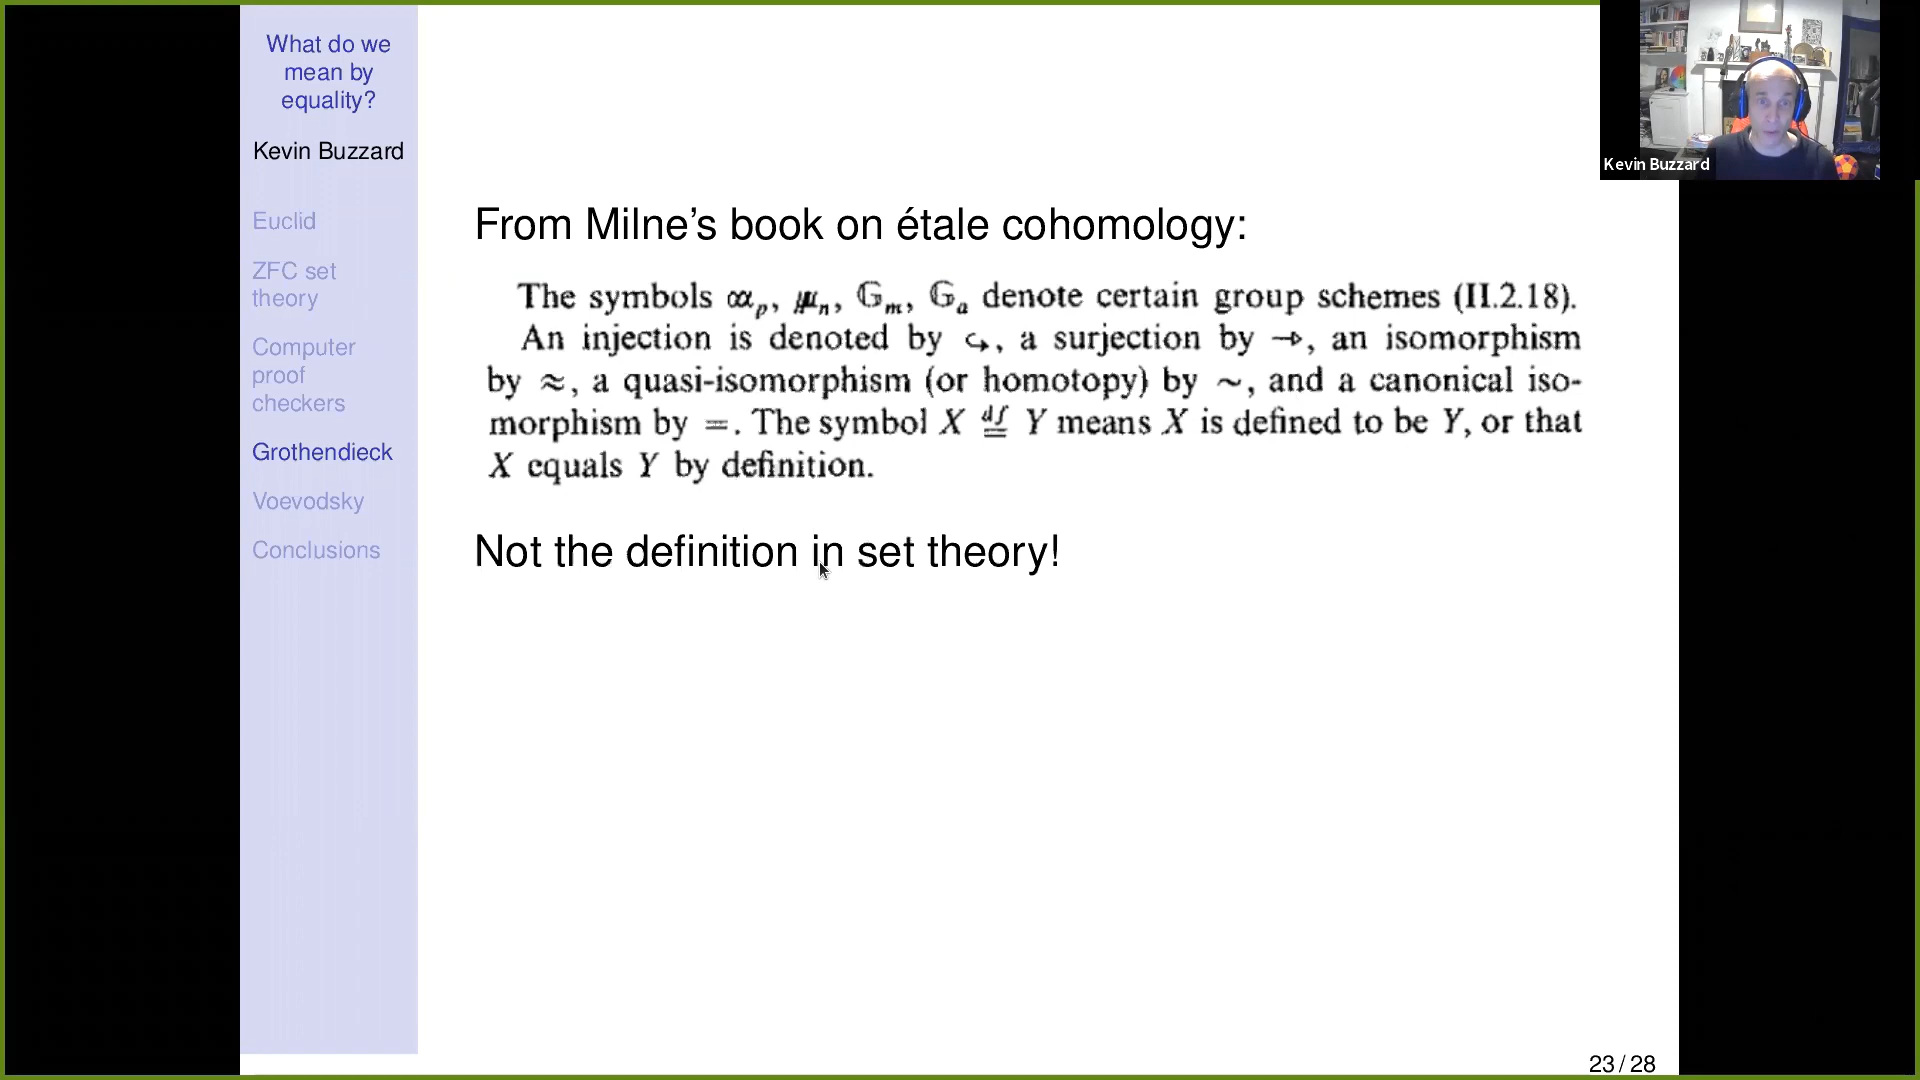 What do we
mean by
equality?
Kevin Buzzard
Euclid
ZFC set
theory
Computer
proof
checkers
Grothendieck
Voevodsky
Conclusions
From Milne’s book on étale cohomology:
The symbols α_p, μ_n, 𝔾_m, 𝔾_a denote certain group schemes (II.2.18).
An injection is denoted by ↪, a surjection by ↠, an isomorphism
by ≈, a quasi-isomorphism (or homotopy) by ∼, and a canonical iso-
morphism by =. The symbol X ≝ Y means X is defined to be Y, or that
X equals Y by definition.
Not the definition in set theory!
23 / 28
Kevin Buzzard